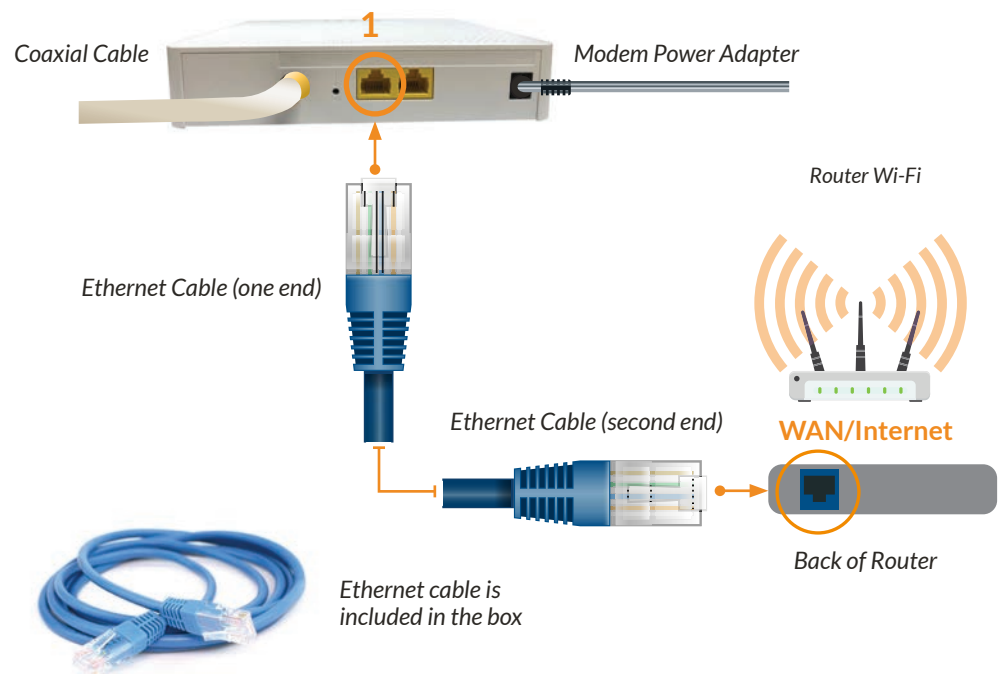 1
Coaxial Cable
Modem Power Adapter
Router Wi-Fi
Ethernet Cable (one end)
Ethernet Cable (second end)
WAN/Internet
Back of Router
Ethernet cable is
included in the box